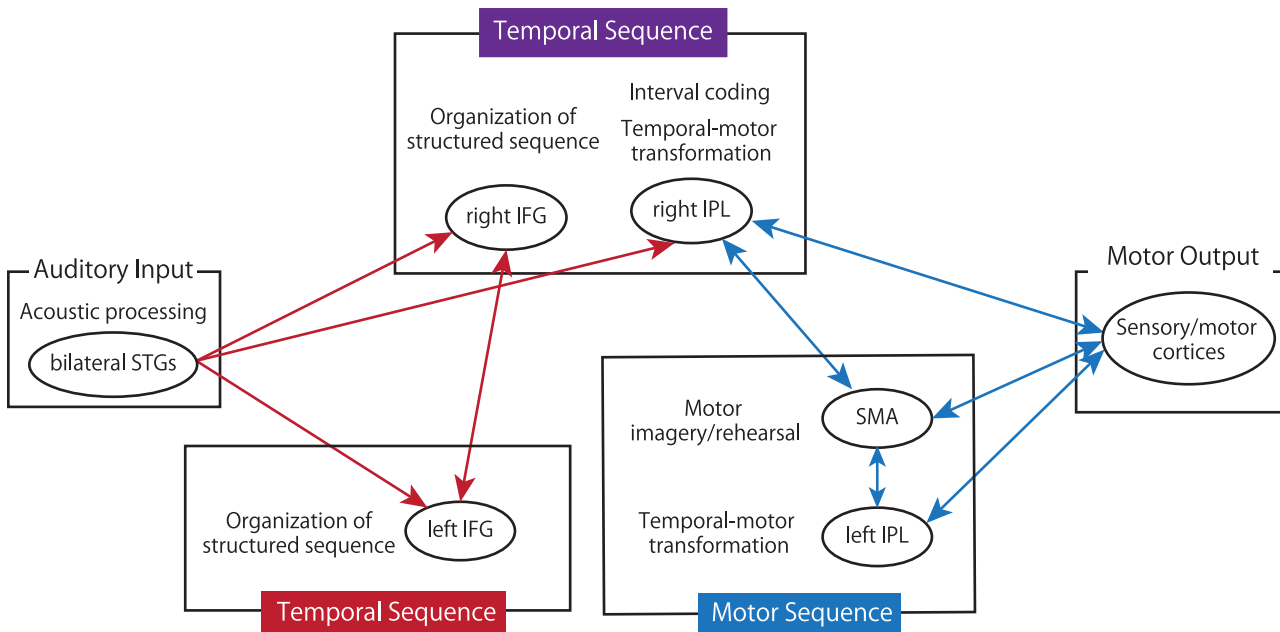 Temporal Sequence
Interval coding
Organization of
structured sequence
Temporal-motor
transformation
right IFG
right IPL
Auditory Input
Acoustic processing
bilateral STGs
Motor Output
Sensory/motor
cortices
Motor
imagery/rehearsal
SMA
Organization of
structured sequence
left IFG
Temporal-motor
transformation
left IPL
Temporal Sequence
Motor Sequence